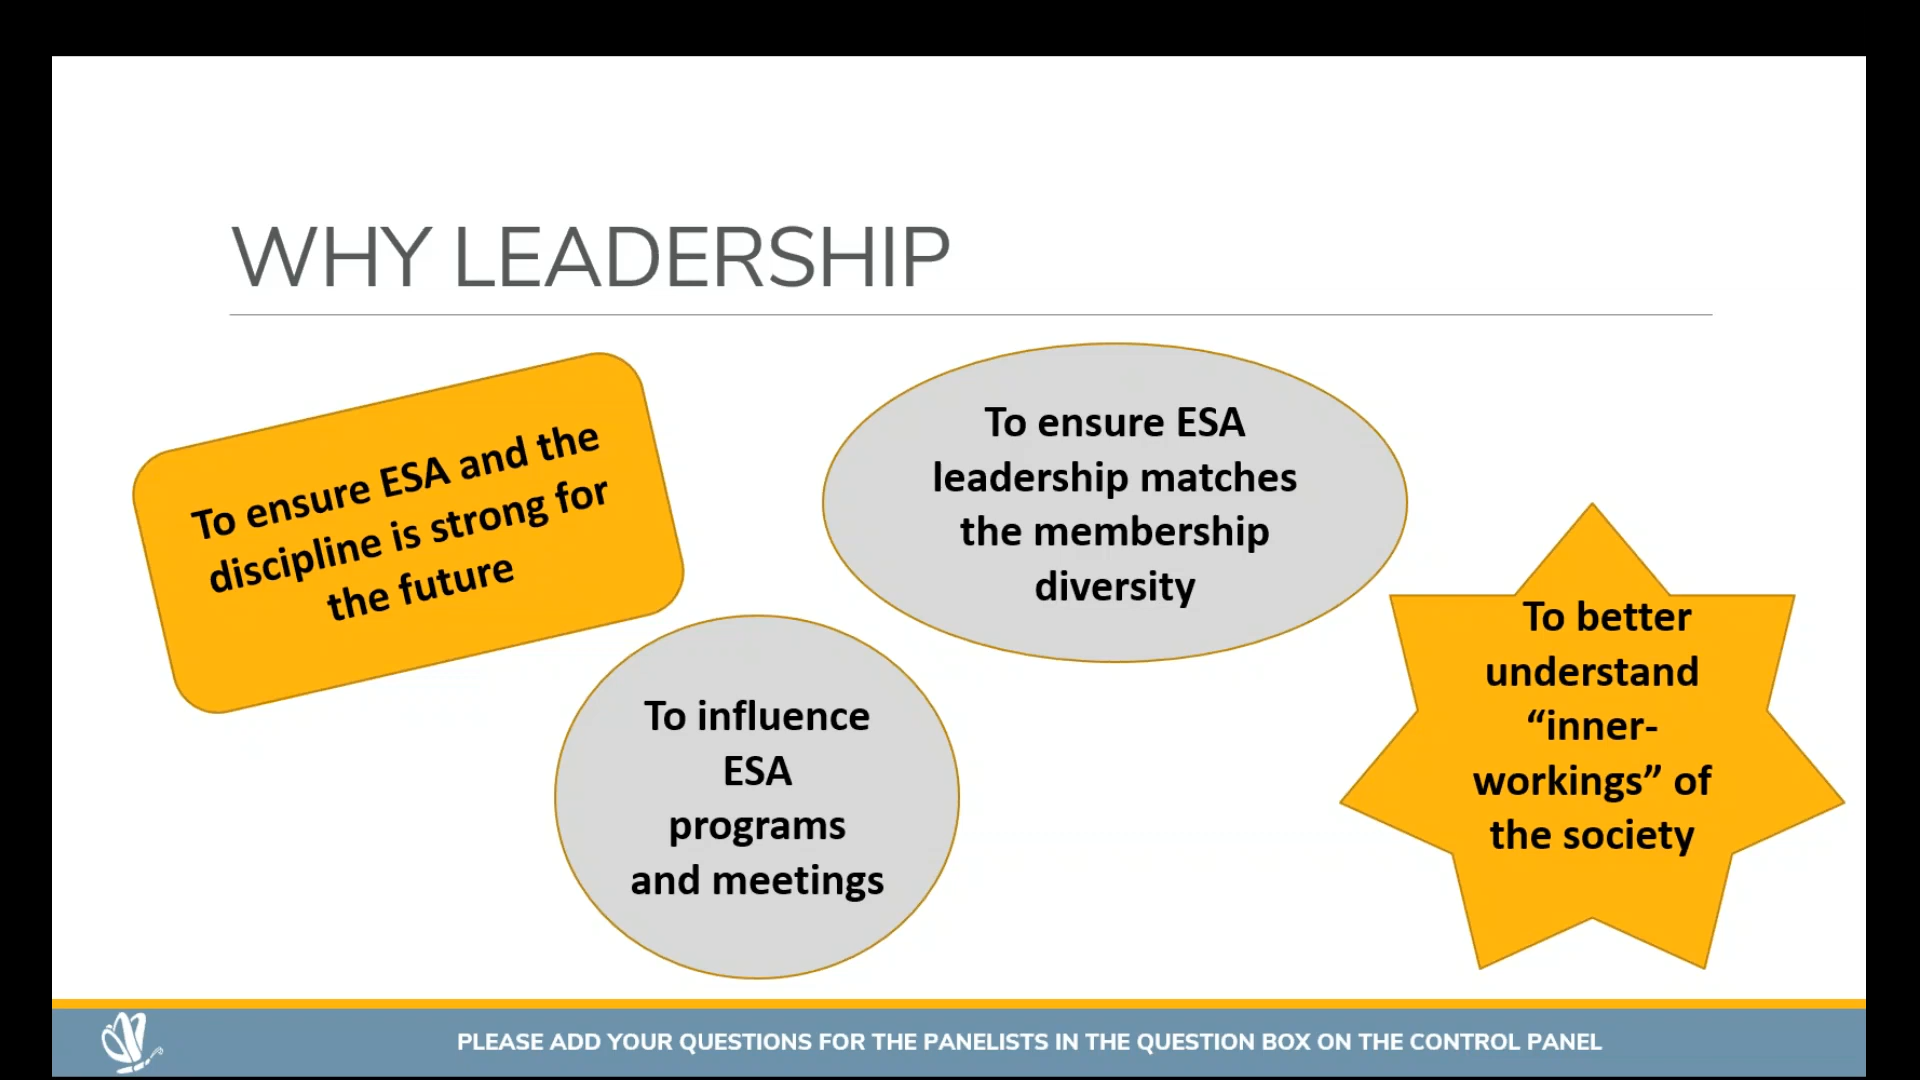 WHY LEADERSHIP
To ensure ESA and the
discipline is strong for
the future
To ensure ESA
leadership matches
the membership
diversity
To influence
ESA
programs
and meetings
To better
understand
“inner-
workings” of
the society
PLEASE ADD YOUR QUESTIONS FOR THE PANELISTS IN THE QUESTION BOX ON THE CONTROL PANEL